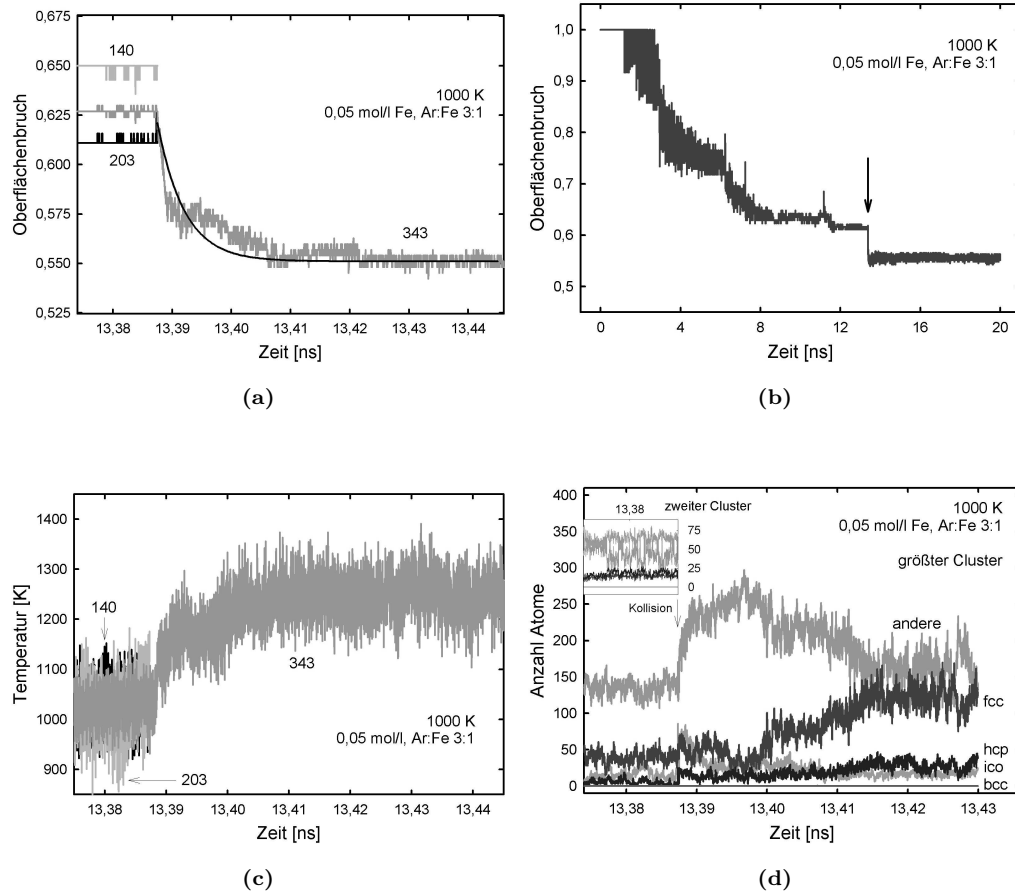 0,675
0,650
0,625
0,600
0,575
0,550
0,525
Oberflächenbruch
140
203
343
1000 K
0,05 mol/l Fe, Ar:Fe 3:1
13,38 13,39 13,40 13,41 13,42 13,43 13,44
Zeit [ns]
(a)
1,0
0,9
0,8
0,7
0,6
0,5
Oberflächenbruch
1000 K
0,05 mol/l Fe, Ar:Fe 3:1
0 4 8 12 16 20
Zeit [ns]
(b)
1400
1300
1200
1100
1000
900
Temperatur [K]
140
343
203
1000 K
0,05 mol/l, Ar:Fe 3:1
13,38 13,39 13,40 13,41 13,42 13,43 13,44
Zeit [ns]
(c)
400
350
300
250
200
150
100
50
0
Anzahl Atome
13,38
zweiter Cluster
75
50
25
0
Kollision
1000 K
0,05 mol/l Fe, Ar:Fe 3:1
größter Cluster
andere
fcc
hcp
ico
bcc
13,38 13,39 13,40 13,41 13,42 13,43
Zeit [ns]
(d)